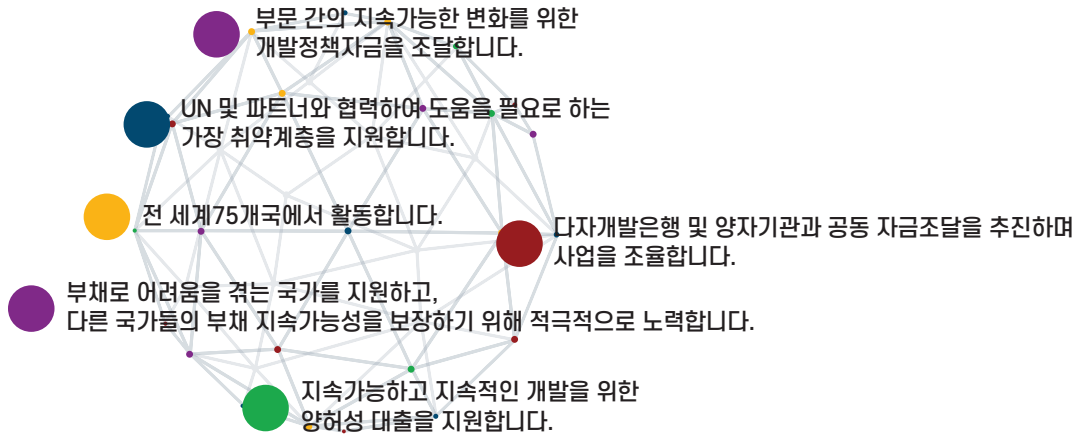 부문 간의 지속가능한 변화를 위한
개발정책자금을 조달합니다.
UN 및 파트너와 협력하여 도움을 필요로 하는
가장 취약계층을 지원합니다.
전 세계75개국에서 활동합니다.
다자개발은행 및 양자기관과 공동 자금조달을 추진하며
사업을 조율합니다.
부채로 어려움을 겪는 국가를 지원하고,
다른 국가들의 부채 지속가능성을 보장하기 위해 적극적으로 노력합니다.
지속가능하고 지속적인 개발을 위한
양허성 대출을 지원합니다.